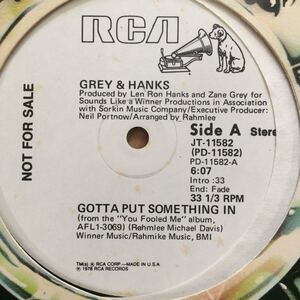 RCA
GREY & HANKS
Produced by Len Ron Hanks and Zane Grey for
Sounds Like a Winner Productions in Association
with Sorkin Music Company/Executive Producer:
Neil Portnow/Arranged by Rahmlee
NOT FOR SALE
Side A Stere
JT-11582
(PD-11582)
PD-11582-A
6:07
Intro: :33
End: Fade
33 1/3 RPM
GOTTA PUT SOMETHING IN
(from the "You Fooled Me" album,
AFL1-3069) (Rahmlee Michael Davis)
Winner Music/Rahmike Music, BMI
TM(s) ® RCA CORP.—MADE IN U.S.A
℗ 1978 RCA RECORDS